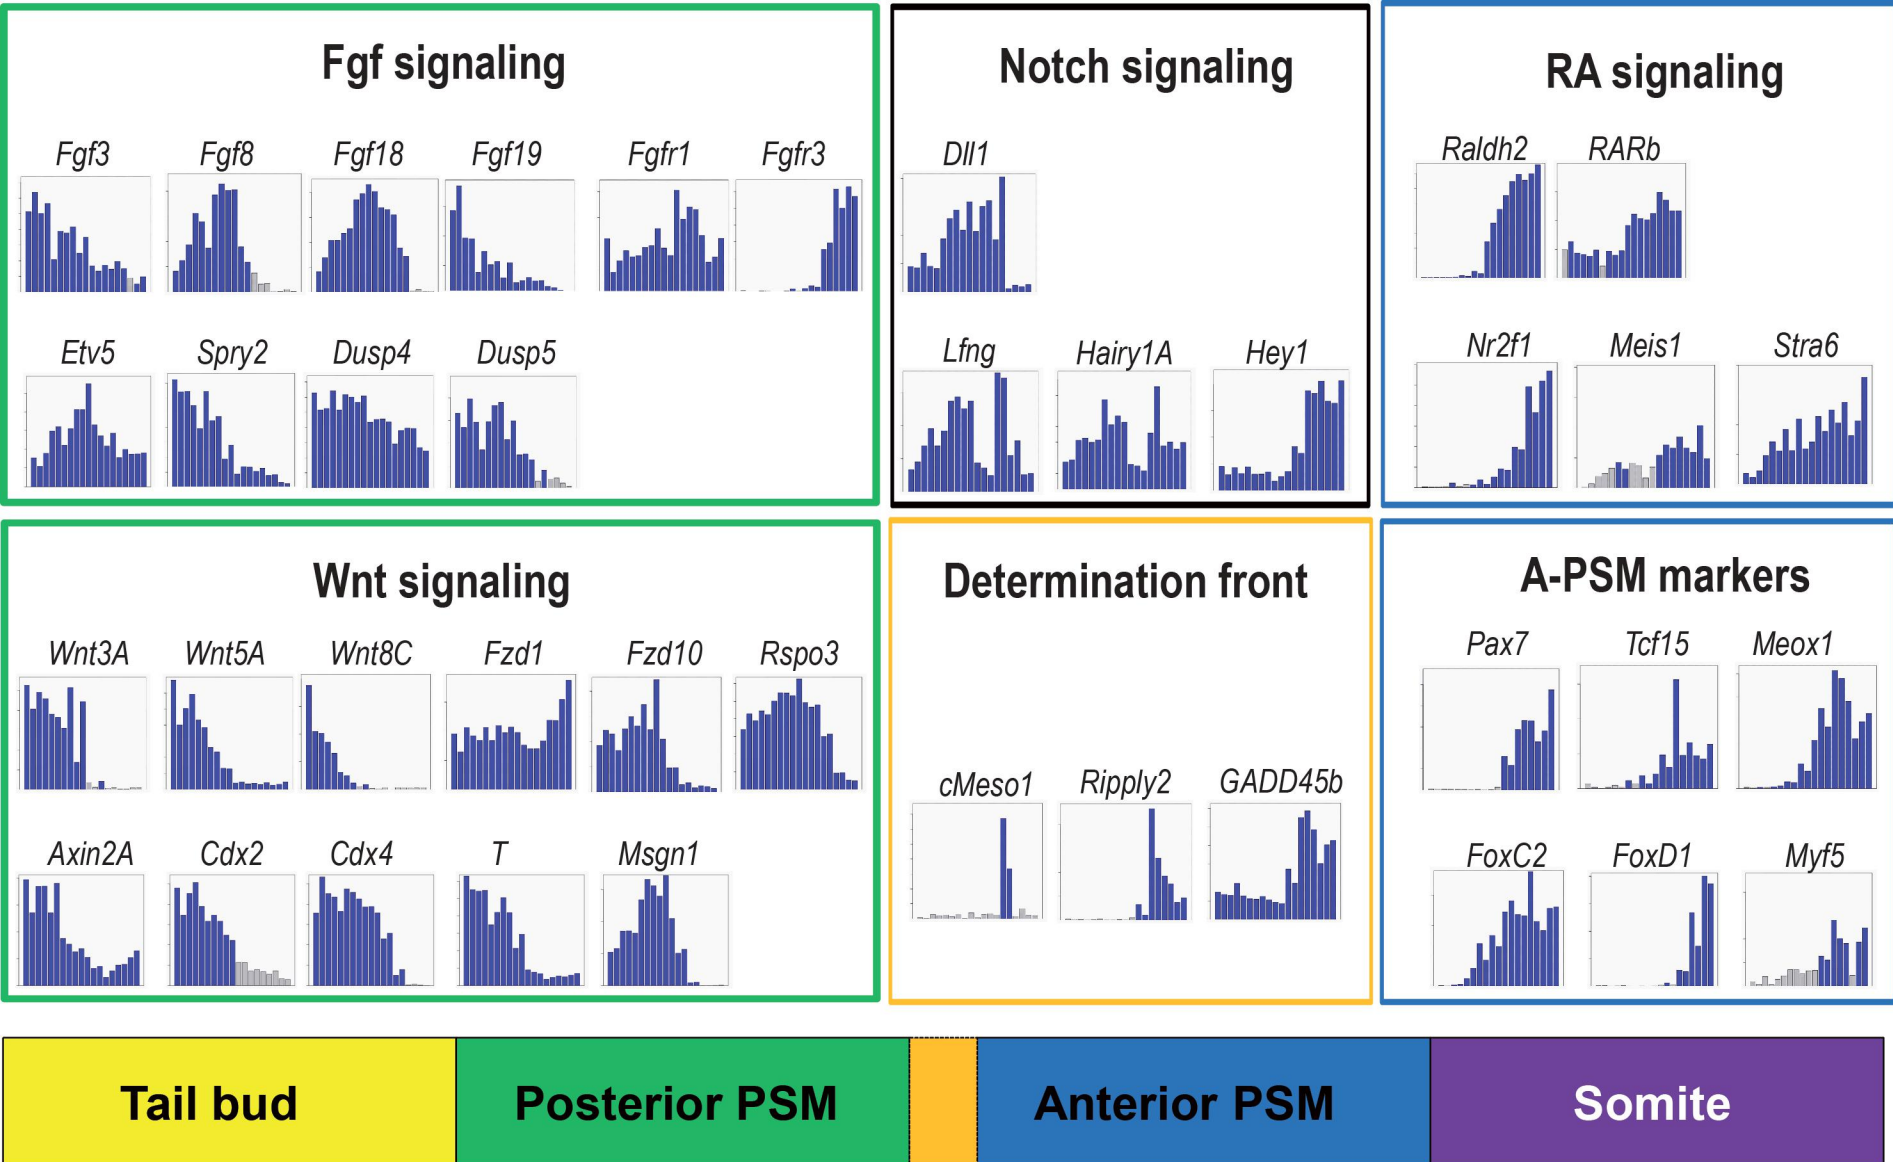 Fgf signaling
Fgf3 Fgf8 Fgf18 Fgf19 Fgfr1 Fgfr3
Etv5 Spry2 Dusp4 Dusp5
Notch signaling
Dll1
Lfng Hairy1A Hey1
RA signaling
Raldh2 RARb
Nr2f1 Meis1 Stra6
Wnt signaling
Wnt3A Wnt5A Wnt8C Fzd1 Fzd10 Rspo3
Axin2A Cdx2 Cdx4 T Msgn1
Determination front
cMeso1 Ripply2 GADD45b
A-PSM markers
Pax7 Tcf15 Meox1
FoxC2 FoxD1 Myf5
Tail bud Posterior PSM Anterior PSM Somite